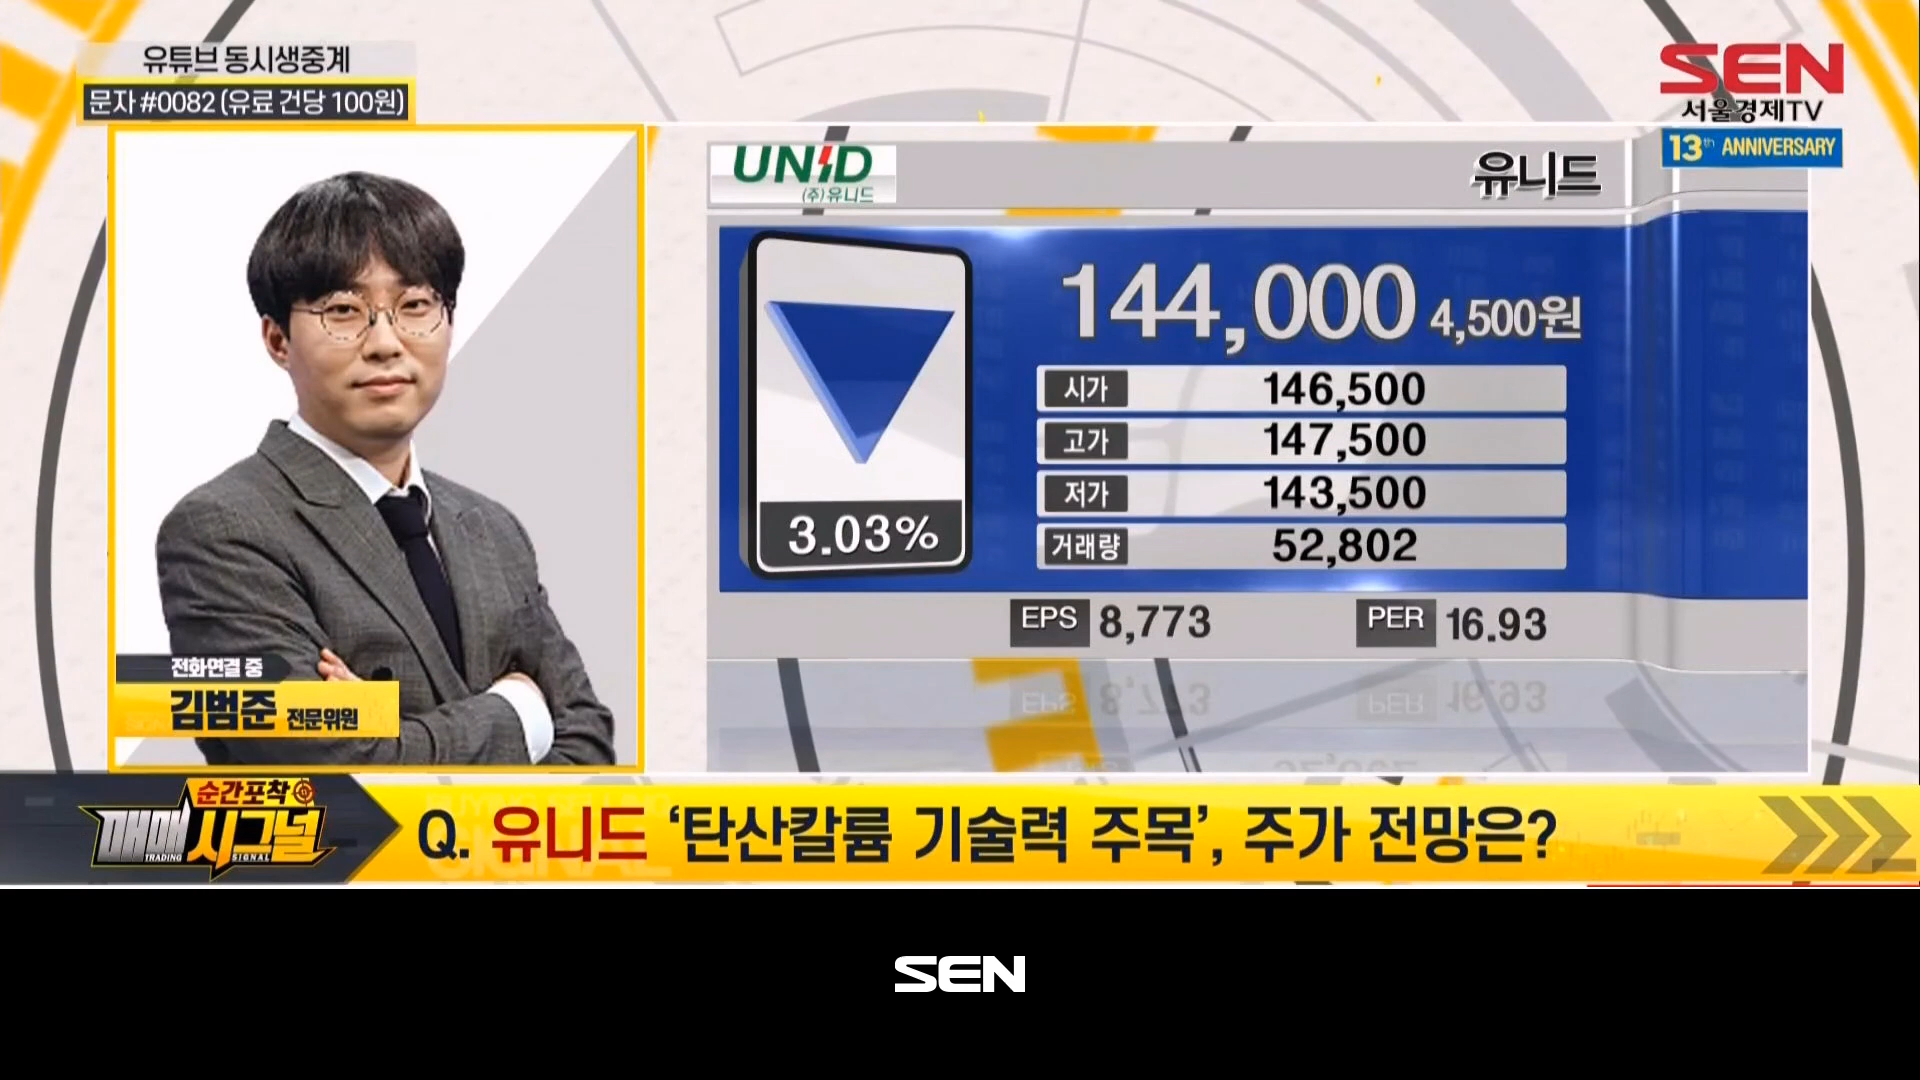 유튜브 동시생중계
문자 #0082 (유료 건당 100원)
SEN
서울경제TV
13th ANNIVERSARY
UNID
(주)유니드
유니드
144,000 4,500원
3.03%
시가 146,500
고가 147,500
저가 143,500
거래량 52,802
EPS 8,773 PER 16.93
전화연결 중
김범준 전문위원
순간포착
매매시그널
TRADING SIGNAL
Q. 유니드 ‘탄산칼륨 기술력 주목’, 주가 전망은?
SEN